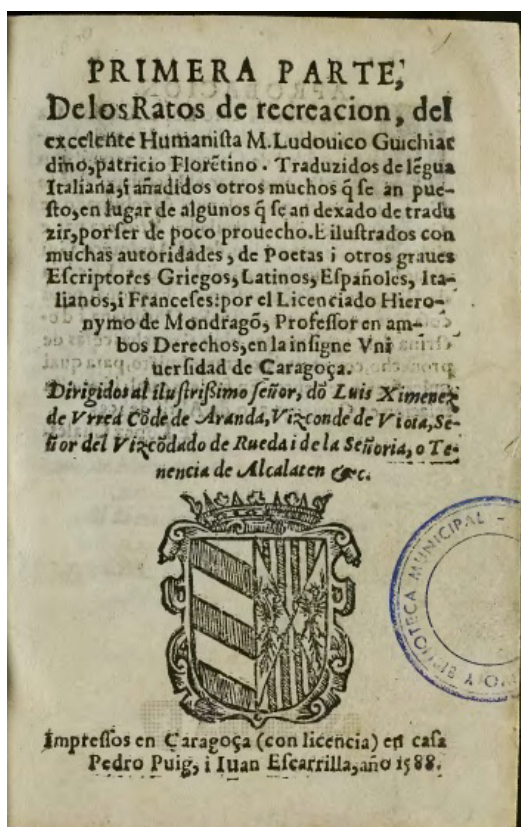 PRIMERA PARTE,
DelosRatos de recreacion, del
excelẽte Humaniſta M.Ludouico Guichiar
dino,patricio Florẽtino. Traduzidos de lẽgua
Italiana,i añadidos otros muchos q̃ ſe an pue-
ſto,en lugar de algunos q̃ ſe an dexado de tradu
zir,por ſer de poco prouecho.E iluſtrados con
muchas autoridades, de Poetas i otros graues
Eſcriptores Griegos, Latinos, Eſpañoles, Ita-
lianos,i Franceſes:por el Licenciado Hiero-
nymo de Mondragõ, Profeſſor en am-
bos Derechos,en la inſigne Vni
uerſidad de Caragoça.
Dirigidos al iluſtriſsimo ſeñor, dõ Luis Ximenez
de Vrrea Cõde de Aranda, Vizconde de Viota, Se-
ñor del Vizcõdado de Rueda i de la Señoria, o Te-
nencia de Alcalaten &c.
BIBLIOTECA MUNICIPAL
Impreſſos en Caragoça (con licencia) en caſa
Pedro Puig, i Iuan Eſcarrilla, año 1588.